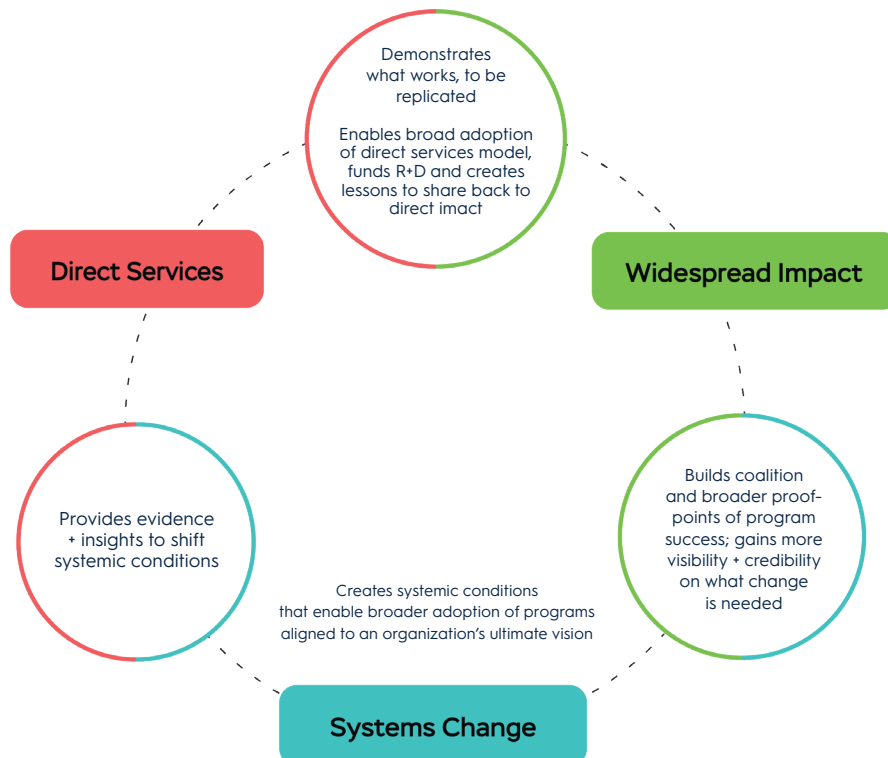 Demonstrates
what works, to be
replicated
Enables broad adoption
of direct services model,
funds R+D and creates
lessons to share back to
direct imact
Direct Services
Widespread Impact
Provides evidence
+ insights to shift
systemic conditions
Builds coalition
and broader proof-
points of program
success; gains more
visibility + credibility
on what change
is needed
Creates systemic conditions
that enable broader adoption of programs
aligned to an organization's ultimate vision
Systems Change